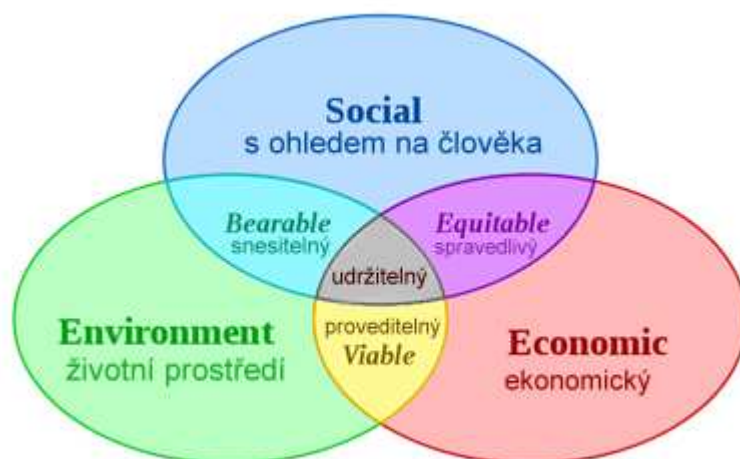 Social
s ohledem na člověka
Bearable
snesitelný
Equitable
spravedlivý
udržitelný
Environment
životní prostředí
proveditelný
Viable
Economic
ekonomický